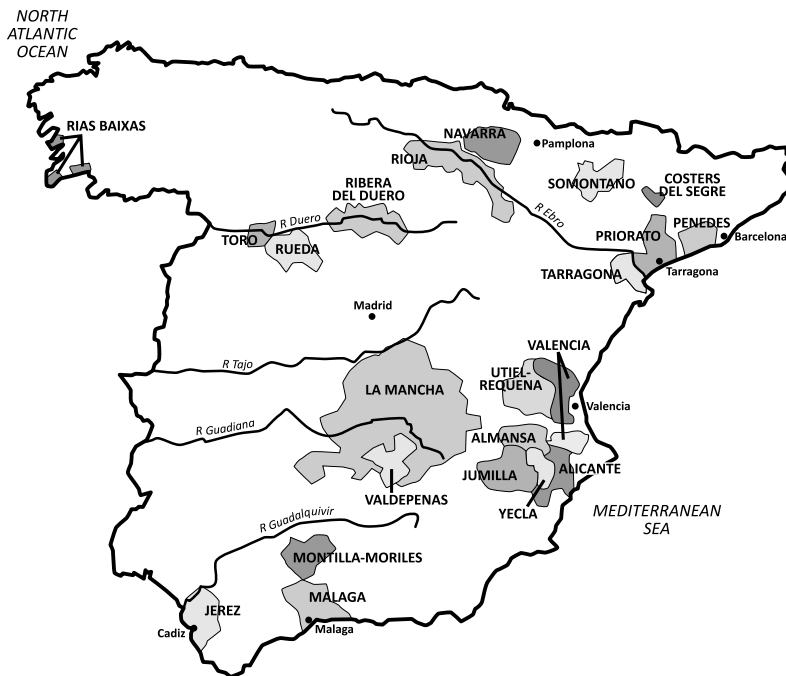 NORTH
ATLANTIC
OCEAN
RIAS BAIXAS
NAVARRA
Pamplona
RIOJA
SOMONTANO
COSTERS
DEL SEGRE
RIBERA
DEL DUERO
R Duero
R Ebro
TORO
RUEDA
PRIORATO
PENEDES
Barcelona
TARRAGONA
Tarragona
Madrid
R Tajo
VALENCIA
UTIEL-
REQUENA
LA MANCHA
Valencia
R Guadiana
ALMANSA
JUMILLA
ALICANTE
VALDEPENAS
YECLA
MEDITERRANEAN
SEA
R Guadalquivir
MONTILLA-MORILES
MALAGA
JEREZ
Cadiz
Malaga